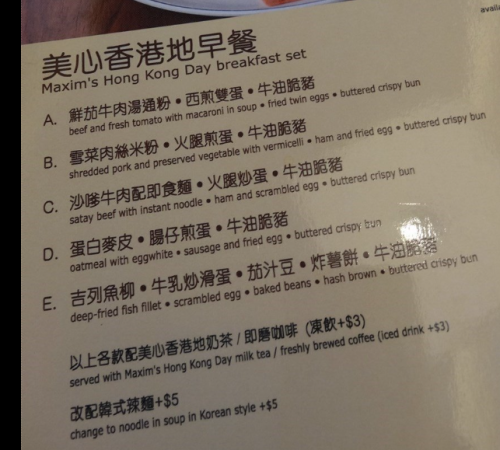 美心香港地早餐
Maxim's Hong Kong Day breakfast set
A. 鮮茄牛肉湯通粉 • 西煎雙蛋 • 牛油脆豬
beef and fresh tomato with macaroni in soup • fried twin eggs • buttered crispy bun
B. 雪菜肉絲米粉 • 火腿煎蛋 • 牛油脆豬
shredded pork and preserved vegetable with vermicelli • ham and fried egg • buttered crispy bun
C. 沙嗲牛肉配即食麵 • 火腿炒蛋 • 牛油脆豬
satay beef with instant noodle • ham and scrambled egg • buttered crispy bun
D. 蛋白麥皮 • 腸仔煎蛋 • 牛油脆豬
oatmeal with eggwhite • sausage and fried egg • buttered crispy bun
E. 吉列魚柳 • 牛乳炒滑蛋 • 茄汁豆 • 炸薯餅 • 牛油脆豬
deep-fried fish fillet • scrambled egg • baked beans • hash brown • buttered crispy bun
以上各款配美心香港地奶茶 / 即磨咖啡 (凍飲+$3)
served with Maxim's Hong Kong Day milk tea / freshly brewed coffee (iced drink +$3)
改配韓式辣麵+$5
change to noodle in soup in Korean style +$5